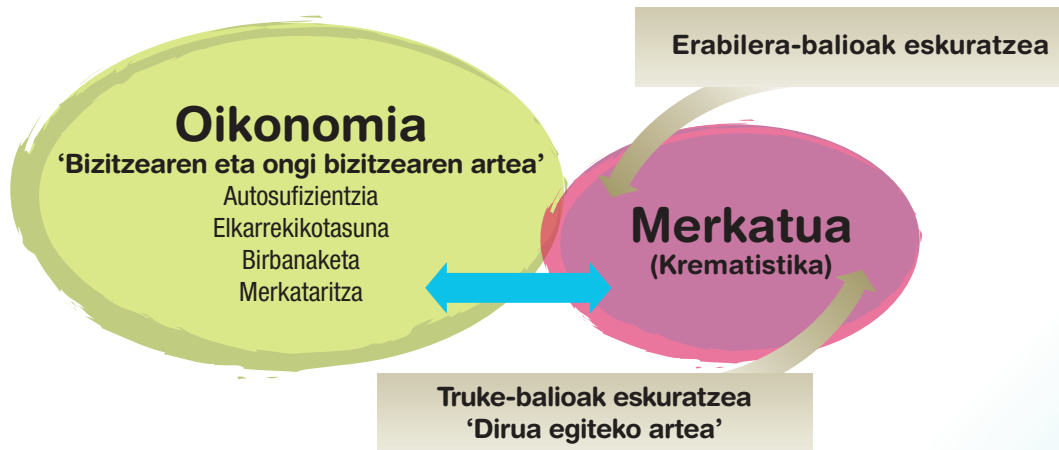 Erabilera-balioak eskuratzea
Oikonomia
‘Bizitzearen eta ongi bizitzearen artea’
Autosufizientzia
Elkarrekikotasuna
Birbanaketa
Merkataritza
Merkatua
(Krematistika)
Truke-balioak eskuratzea
‘Dirua egiteko artea’